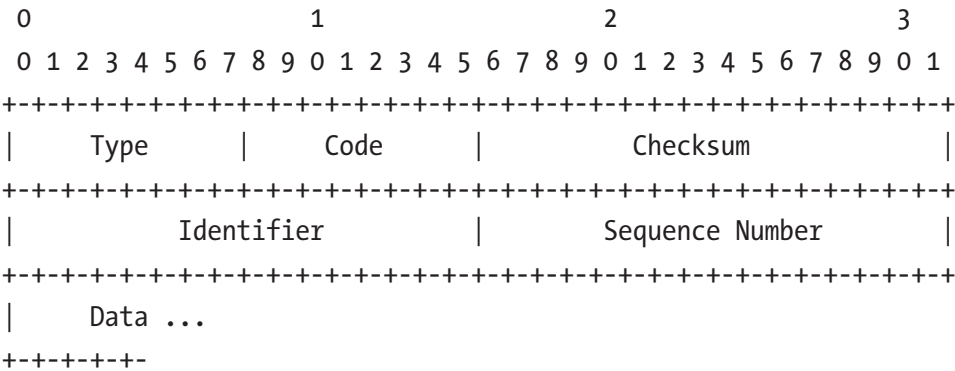 0                   1                   2                   3
0 1 2 3 4 5 6 7 8 9 0 1 2 3 4 5 6 7 8 9 0 1 2 3 4 5 6 7 8 9 0 1
+-+-+-+-+-+-+-+-+-+-+-+-+-+-+-+-+-+-+-+-+-+-+-+-+-+-+-+-+-+-+-+-+
|     Type      |     Code      |          Checksum             |
+-+-+-+-+-+-+-+-+-+-+-+-+-+-+-+-+-+-+-+-+-+-+-+-+-+-+-+-+-+-+-+-+
|           Identifier          |        Sequence Number        |
+-+-+-+-+-+-+-+-+-+-+-+-+-+-+-+-+-+-+-+-+-+-+-+-+-+-+-+-+-+-+-+-+
|     Data ...
+-+-+-+-+-